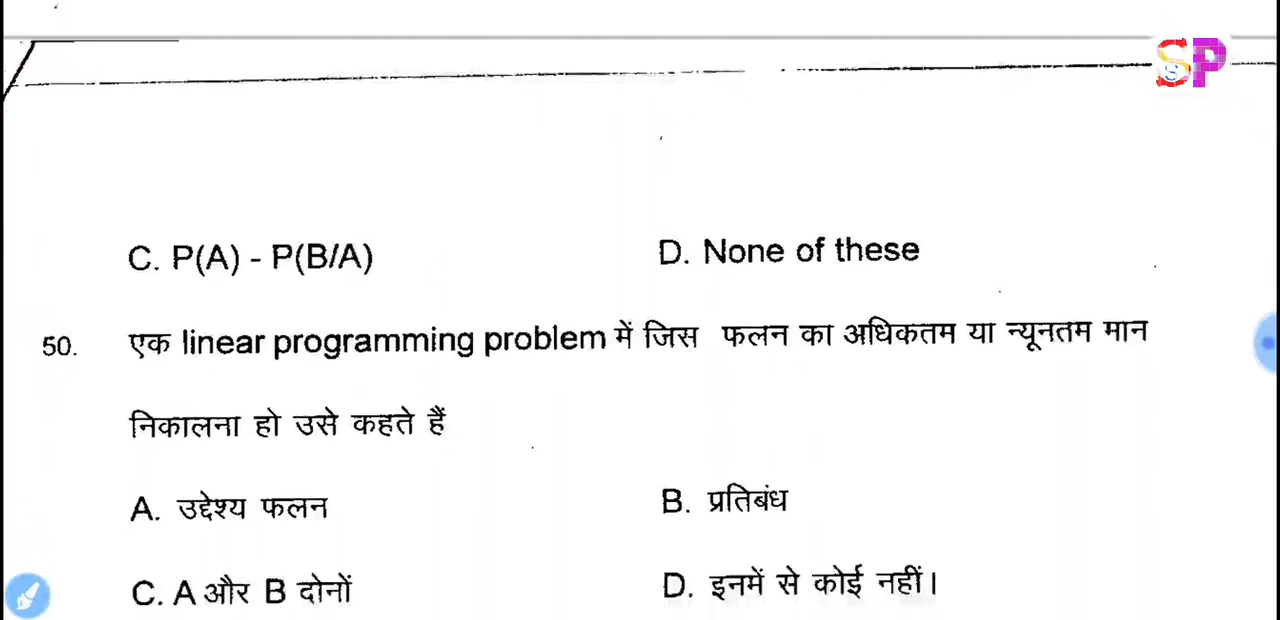 SP
S
C. P(A) - P(B/A) D. None of these
50. एक linear programming problem में जिस फलन का अधिकतम या न्यूनतम मान
निकालना हो उसे कहते हैं
A. उद्देश्य फलन B. प्रतिबंध
C. A और B दोनों D. इनमें से कोई नहीं।